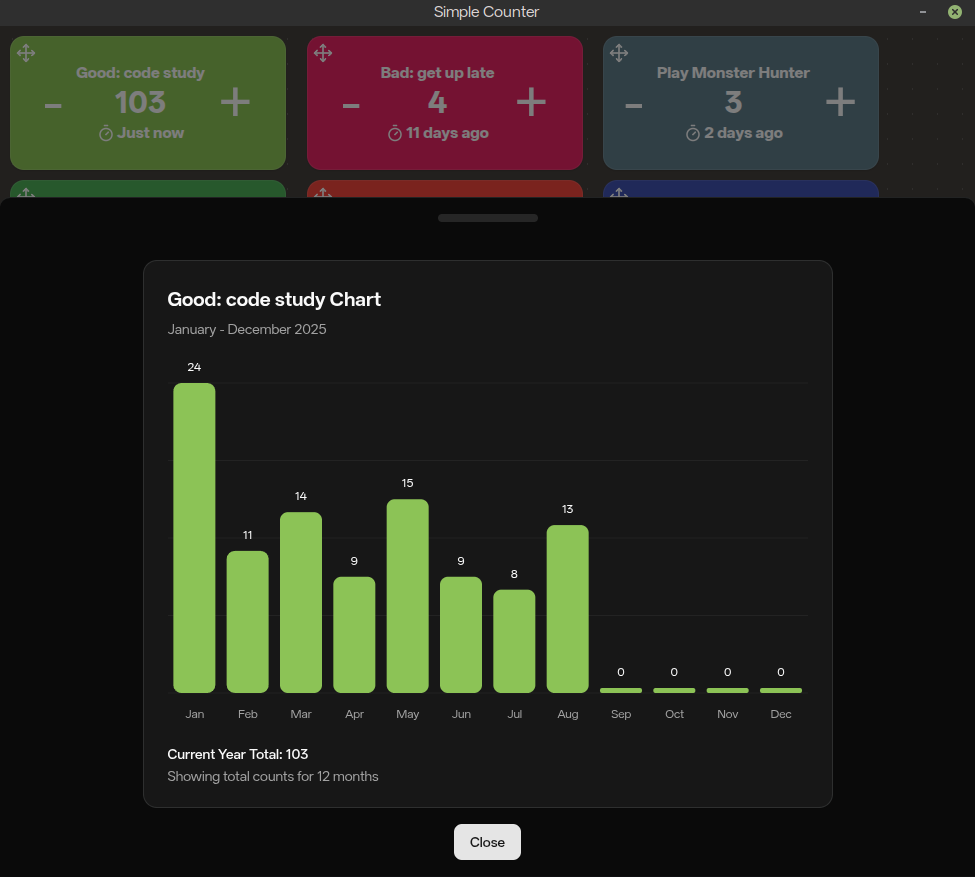 Simple Counter
Good: code study
- 103 +
Just now
Bad: get up late
- 4 +
11 days ago
Play Monster Hunter
- 3 +
2 days ago
Good: code study Chart
January - December 2025
24
11
14
9
15
9
8
13
0
0
0
0
Jan Feb Mar Apr May Jun Jul Aug Sep Oct Nov Dec
Current Year Total: 103
Showing total counts for 12 months
Close